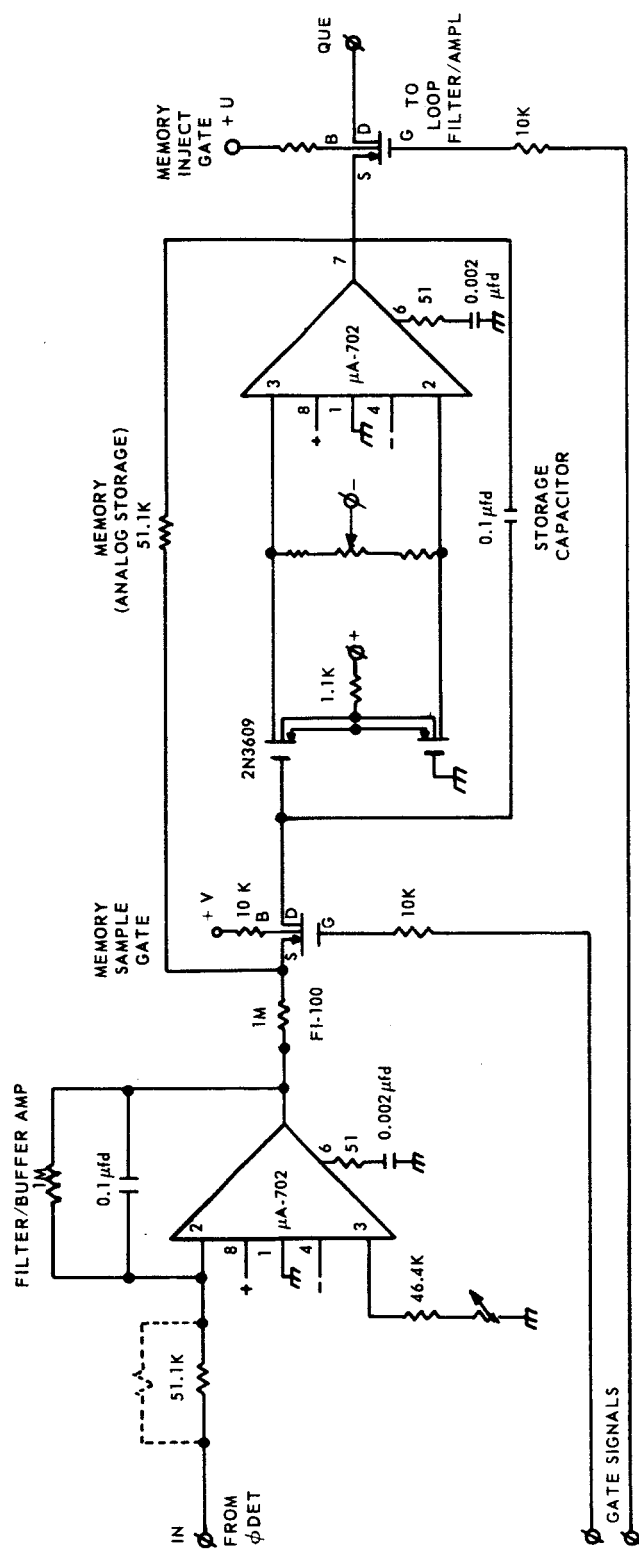 FILTER/BUFFER AMP
1M
0.1 µfd
IN
FROM
ϕDET
51.1K
2
8
+
1
4
−
3
µA-702
6
51
0.002 µfd
46.4K
1M
FI-100
MEMORY
SAMPLE
GATE
+ V
10 K
B
S
D
G
10K
MEMORY
(ANALOG STORAGE)
51.1K
2N3609
1.1K
+
−
3
8
+
1
4
−
2
µA-702
7
6
51
0.002
µfd
0.1 µfd
STORAGE
CAPACITOR
MEMORY
INJECT
GATE
+ U
B
S
D
G
QUE
TO
LOOP
FILTER/AMPL
10K
GATE SIGNALS